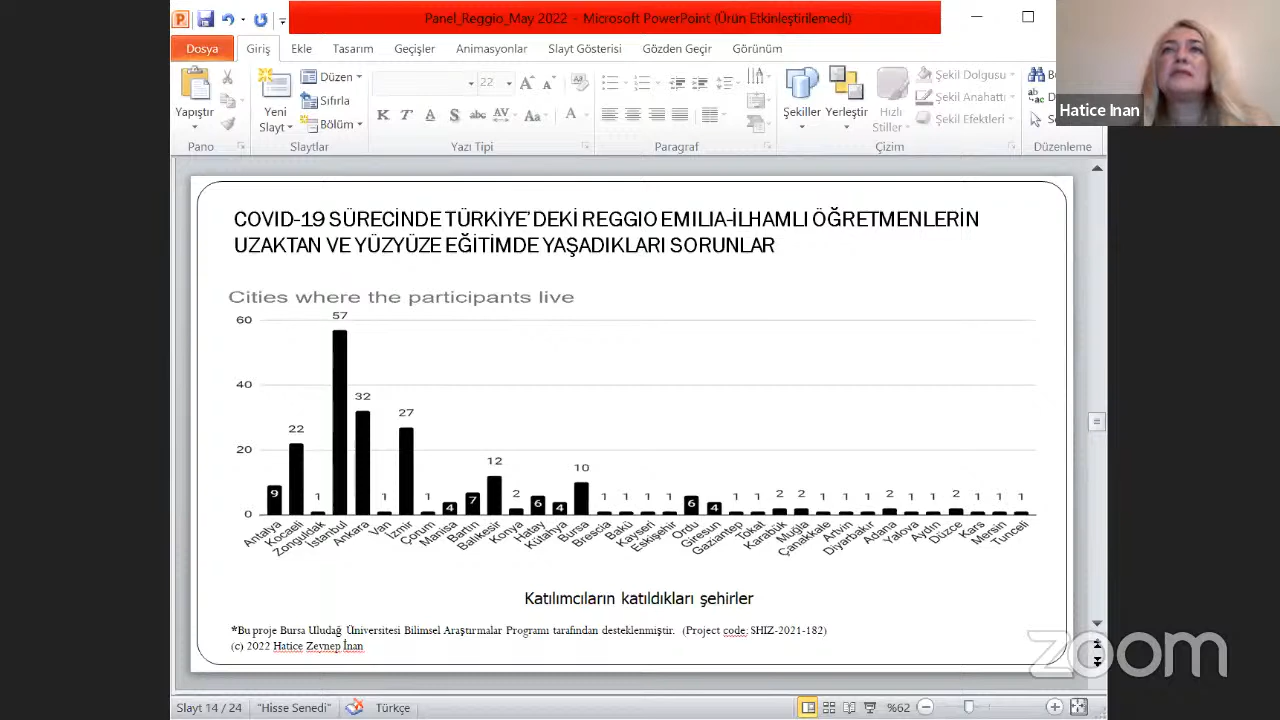 Panel_Reggio_May 2022 - Microsoft PowerPoint (Ürün Etkinleştirilemedi)
Dosya Giriş Ekle Tasarım Geçişler Animasyonlar Slayt Gösterisi Gözden Geçir Görünüm
Yapıştır
Pano
Yeni
Slayt
Düzen
Sıfırla
Bölüm
Slaytlar
22
K T A S abc AV Aa A
Yazı Tipi
Paragraf
Şekiller
Yerleştir
Hızlı
Stiller
Şekil Dolgusu
Şekil Anahattı
Şekil Efektleri
Çizim
Düzenleme
Hatice Inan
COVID-19 SÜRECİNDE TÜRKİYE'DEKİ REGGIO EMILIA-İLHAMLI ÖĞRETMENLERİN
UZAKTAN VE YÜZYÜZE EĞİTİMDE YAŞADIKLARI SORUNLAR
Cities where the participants live
60
40
20
0
9 22 1 57 32 1 27 1 4 7 12 2 6 4 10 1 1 1 1 6 4 1 1 2 2 1 1 1 2 1 1 2 1 1 1
Antalya Kocaeli Zonguldak İstanbul Ankara Van İzmir Çorum Manisa Bartın Balıkesir Konya Hatay Kütahya Bursa Brescia Bakü Kayseri Eskişehir Ordu Giresun Gaziantep Tokat Karabük Muğla Çanakkale Artvin Diyarbakır Adana Yalova Aydın Düzce Kars Mersin Tunceli
Katılımcıların katıldıkları şehirler
*Bu proje Bursa Uludağ Üniversitesi Bilimsel Araştırmalar Programı tarafından desteklenmiştir. (Project code: SHIZ-2021-182)
(c) 2022 Hatice Zeynep İnan
zoom
Slayt 14 / 24 "Hisse Senedi" Türkçe %62